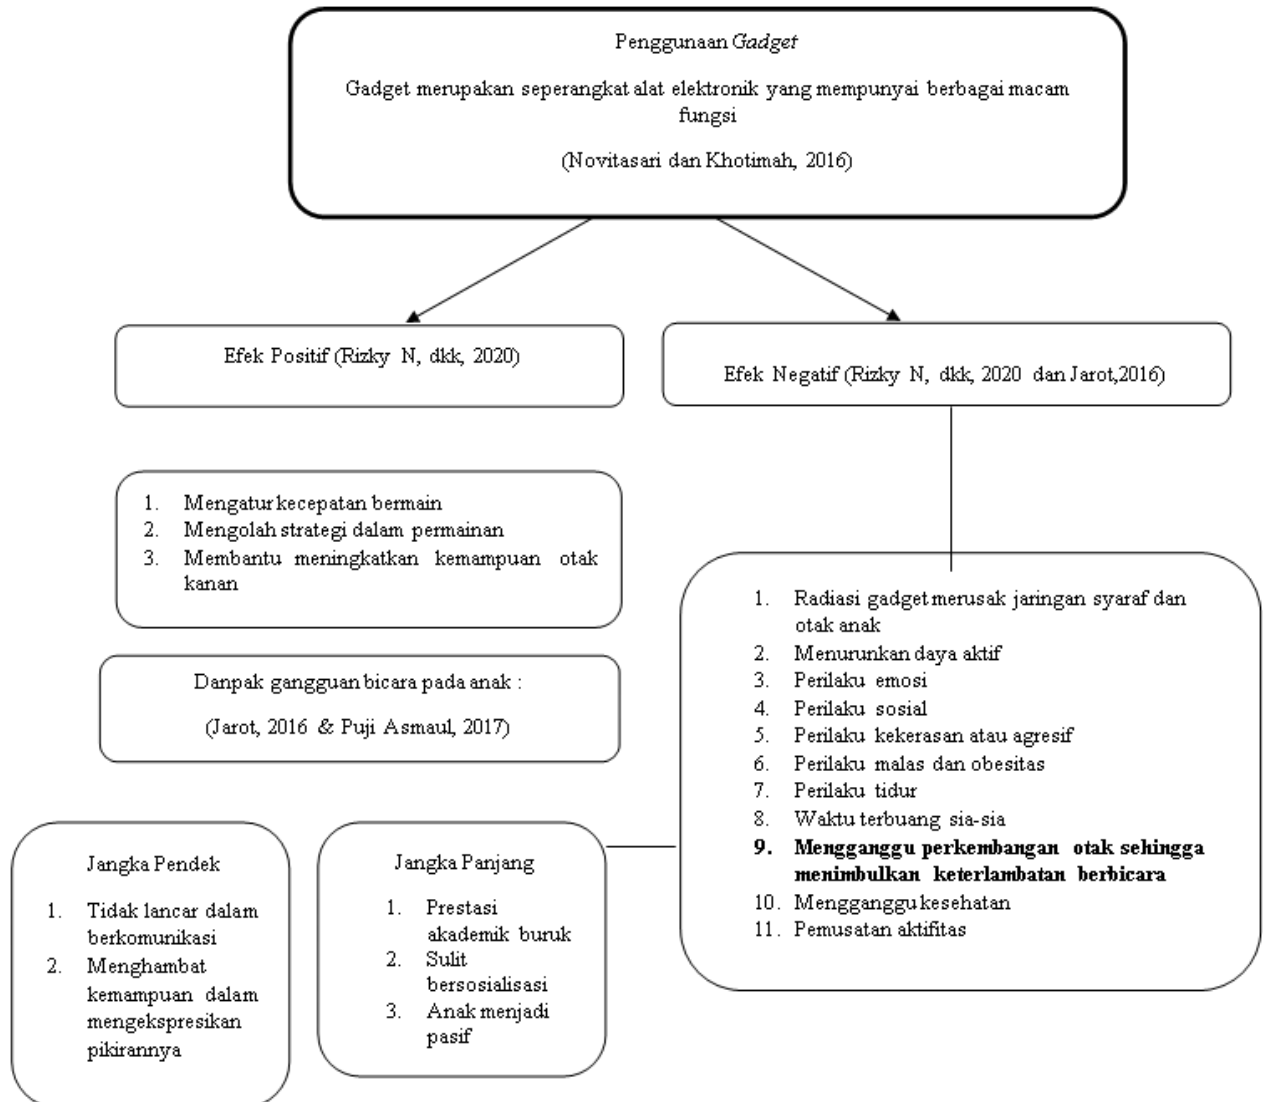 Penggunaan Gadget
Gadget merupakan seperangkat alat elektronik yang mempunyai berbagai macam
fungsi
(Novitasari dan Khotimah, 2016)
Efek Positif (Rizky N, dkk, 2020)
Efek Negatif (Rizky N, dkk, 2020 dan Jarot,2016)
1. Mengatur kecepatan bermain
2. Mengolah strategi dalam permainan
3. Membantu meningkatkan kemampuan otak
kanan
Danpak gangguan bicara pada anak :
(Jarot, 2016 & Puji Asmaul, 2017)
1. Radiasi gadget merusak jaringan syaraf dan
otak anak
2. Menurunkan daya aktif
3. Perilaku emosi
4. Perilaku sosial
5. Perilaku kekerasan atau agresif
6. Perilaku malas dan obesitas
7. Perilaku tidur
8. Waktu terbuang sia-sia
9. Mengganggu perkembangan otak sehingga
menimbulkan keterlambatan berbicara
10. Mengganggu kesehatan
11. Pemusatan aktifitas
Jangka Pendek
1. Tidak lancar dalam
berkomunikasi
2. Menghambat
kemampuan dalam
mengekspresikan
pikirannya
Jangka Panjang
1. Prestasi
akademik buruk
2. Sulit
bersosialisasi
3. Anak menjadi
pasif